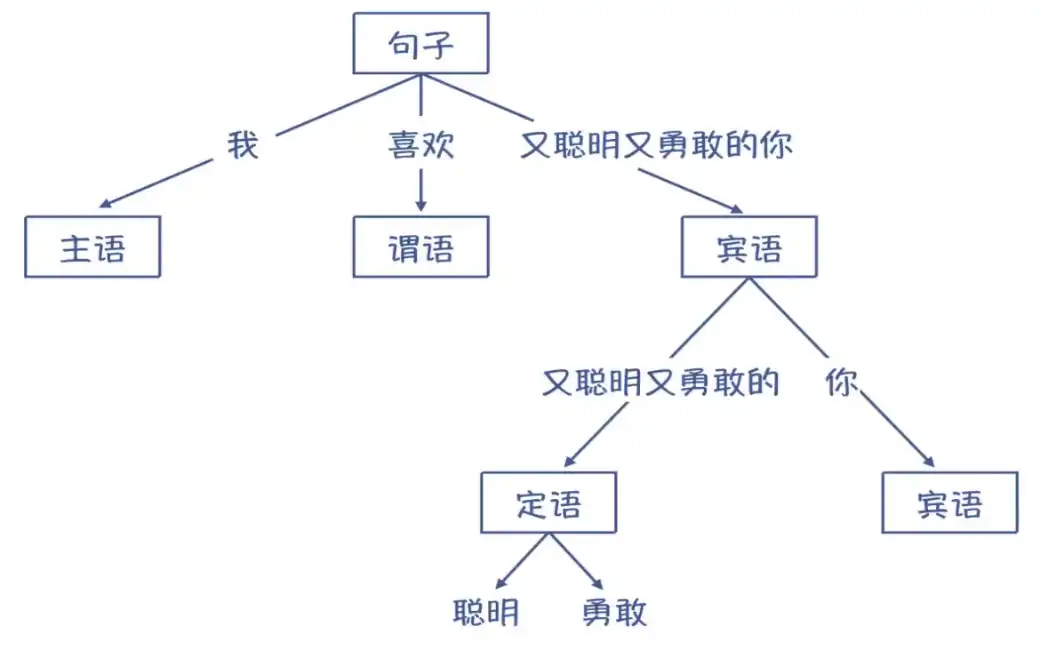 句子
我 喜欢 又聪明又勇敢的你
主语 谓语 宾语
又聪明又勇敢的 你
定语 宾语
聪明 勇敢